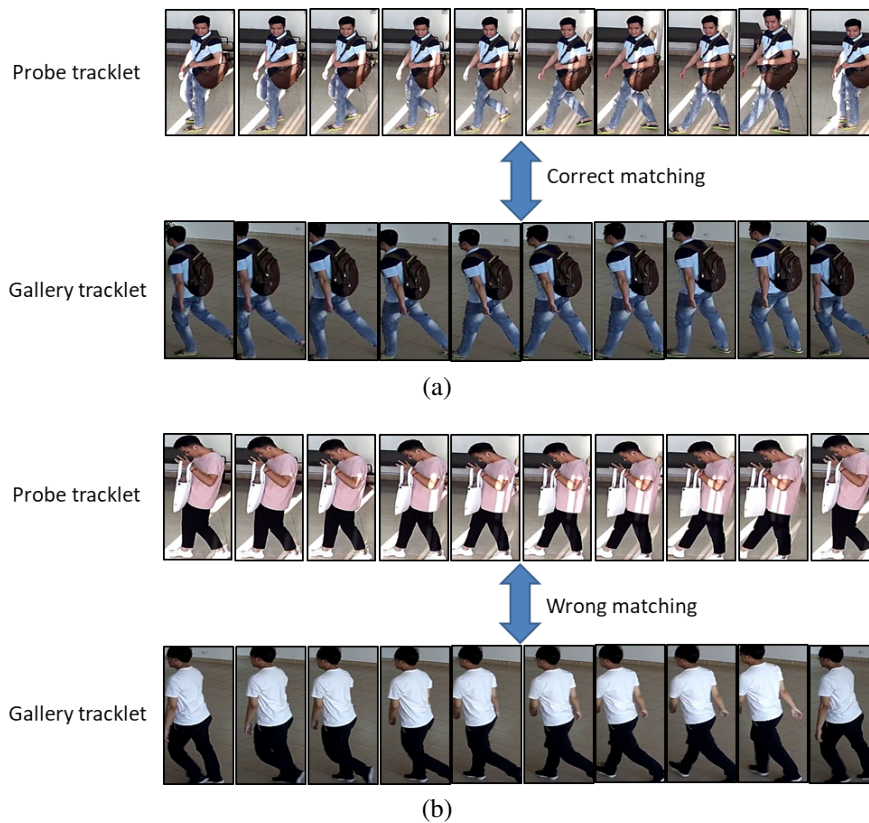 Probe tracklet
Correct matching
Gallery tracklet
(a)
Probe tracklet
Wrong matching
Gallery tracklet
(b)